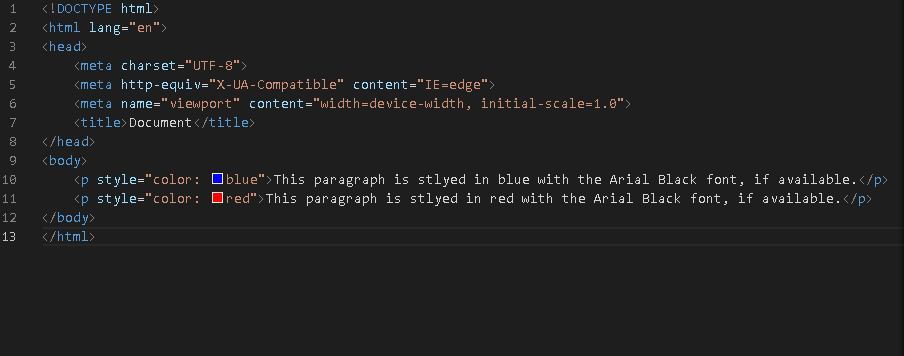 1 <!DOCTYPE html>
2 <html lang="en">
3 <head>
4     <meta charset="UTF-8">
5     <meta http-equiv="X-UA-Compatible" content="IE=edge">
6     <meta name="viewport" content="width=device-width, initial-scale=1.0">
7     <title>Document</title>
8 </head>
9 <body>
10     <p style="color: blue">This paragraph is stlyed in blue with the Arial Black font, if available.</p>
11     <p style="color: red">This paragraph is stlyed in red with the Arial Black font, if available.</p>
12 </body>
13 </html>